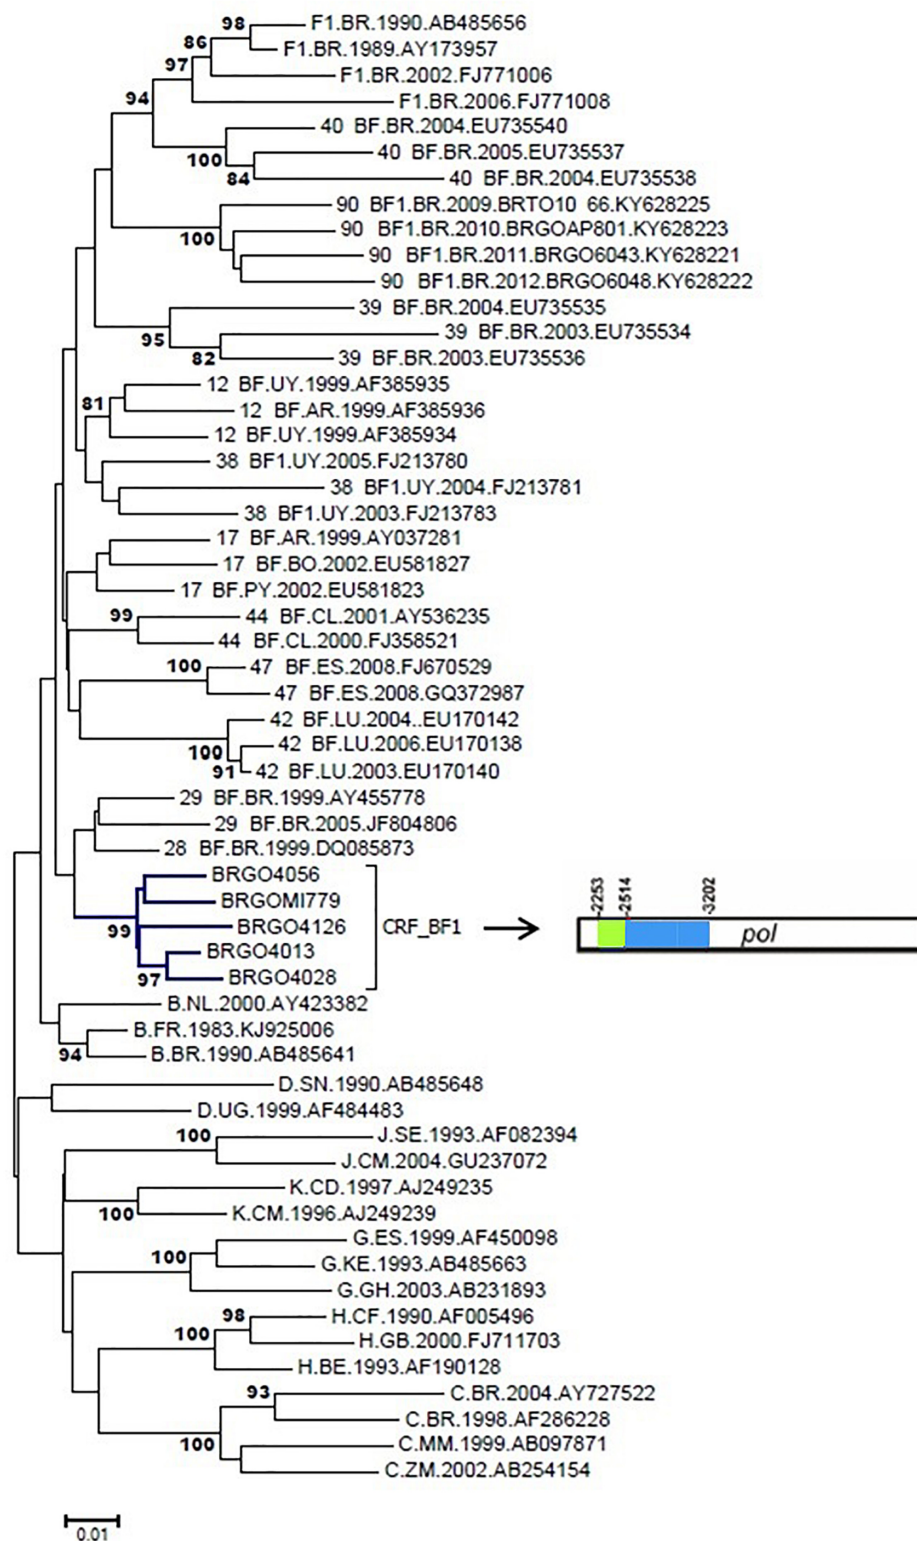 98 F1.BR.1990.AB485656
86 F1.BR.1989.AY173957
97 F1.BR.2002.FJ771006
94 F1.BR.2006.FJ771008
40 BF.BR.2004.EU735540
100 40 BF.BR.2005.EU735537
84 40 BF.BR.2004.EU735538
90 BF1.BR.2009.BRTO10 66.KY628225
100 90 BF1.BR.2010.BRGOAP801.KY628223
90 BF1.BR.2011.BRGO6043.KY628221
90 BF1.BR.2012.BRGO6048.KY628222
39 BF.BR.2004.EU735535
95 39 BF.BR.2003.EU735534
82 39 BF.BR.2003.EU735536
12 BF.UY.1999.AF385935
81 12 BF.AR.1999.AF385936
12 BF.UY.1999.AF385934
38 BF1.UY.2005.FJ213780
38 BF1.UY.2004.FJ213781
38 BF1.UY.2003.FJ213783
17 BF.AR.1999.AY037281
17 BF.BO.2002.EU581827
17 BF.PY.2002.EU581823
99 44 BF.CL.2001.AY536235
44 BF.CL.2000.FJ358521
100 47 BF.ES.2008.FJ670529
47 BF.ES.2008.GQ372987
42 BF.LU.2004..EU170142
100 42 BF.LU.2006.EU170138
91 42 BF.LU.2003.EU170140
29 BF.BR.1999.AY455778
29 BF.BR.2005.JF804806
28 BF.BR.1999.DQ085873
BRGO4056
BRGOMI779
99 BRGO4126 CRF_BF1
BRGO4013
97 BRGO4028
2253
2514
3202
pol
B.NL.2000.AY423382
B.FR.1983.KJ925006
94 B.BR.1990.AB485641
D.SN.1990.AB485648
D.UG.1999.AF484483
100 J.SE.1993.AF082394
J.CM.2004.GU237072
K.CD.1997.AJ249235
100 K.CM.1996.AJ249239
G.ES.1999.AF450098
100 G.KE.1993.AB485663
G.GH.2003.AB231893
98 H.CF.1990.AF005496
100 H.GB.2000.FJ711703
H.BE.1993.AF190128
93 C.BR.2004.AY727522
C.BR.1998.AF286228
100 C.MM.1999.AB097871
C.ZM.2002.AB254154
0.01